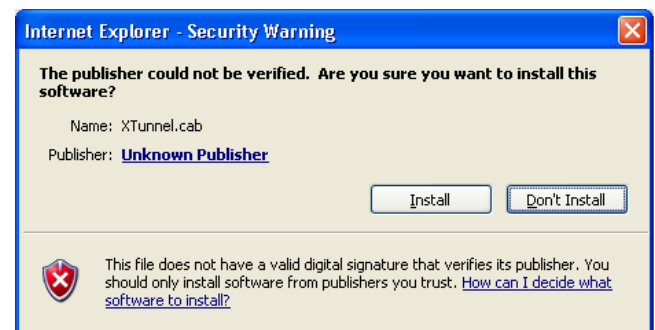 Internet Explorer - Security Warning
The publisher could not be verified. Are you sure you want to install this
software?
Name: XTunnel.cab
Publisher: Unknown Publisher
Install Don't Install
This file does not have a valid digital signature that verifies its publisher. You
should only install software from publishers you trust. How can I decide what
software to install?